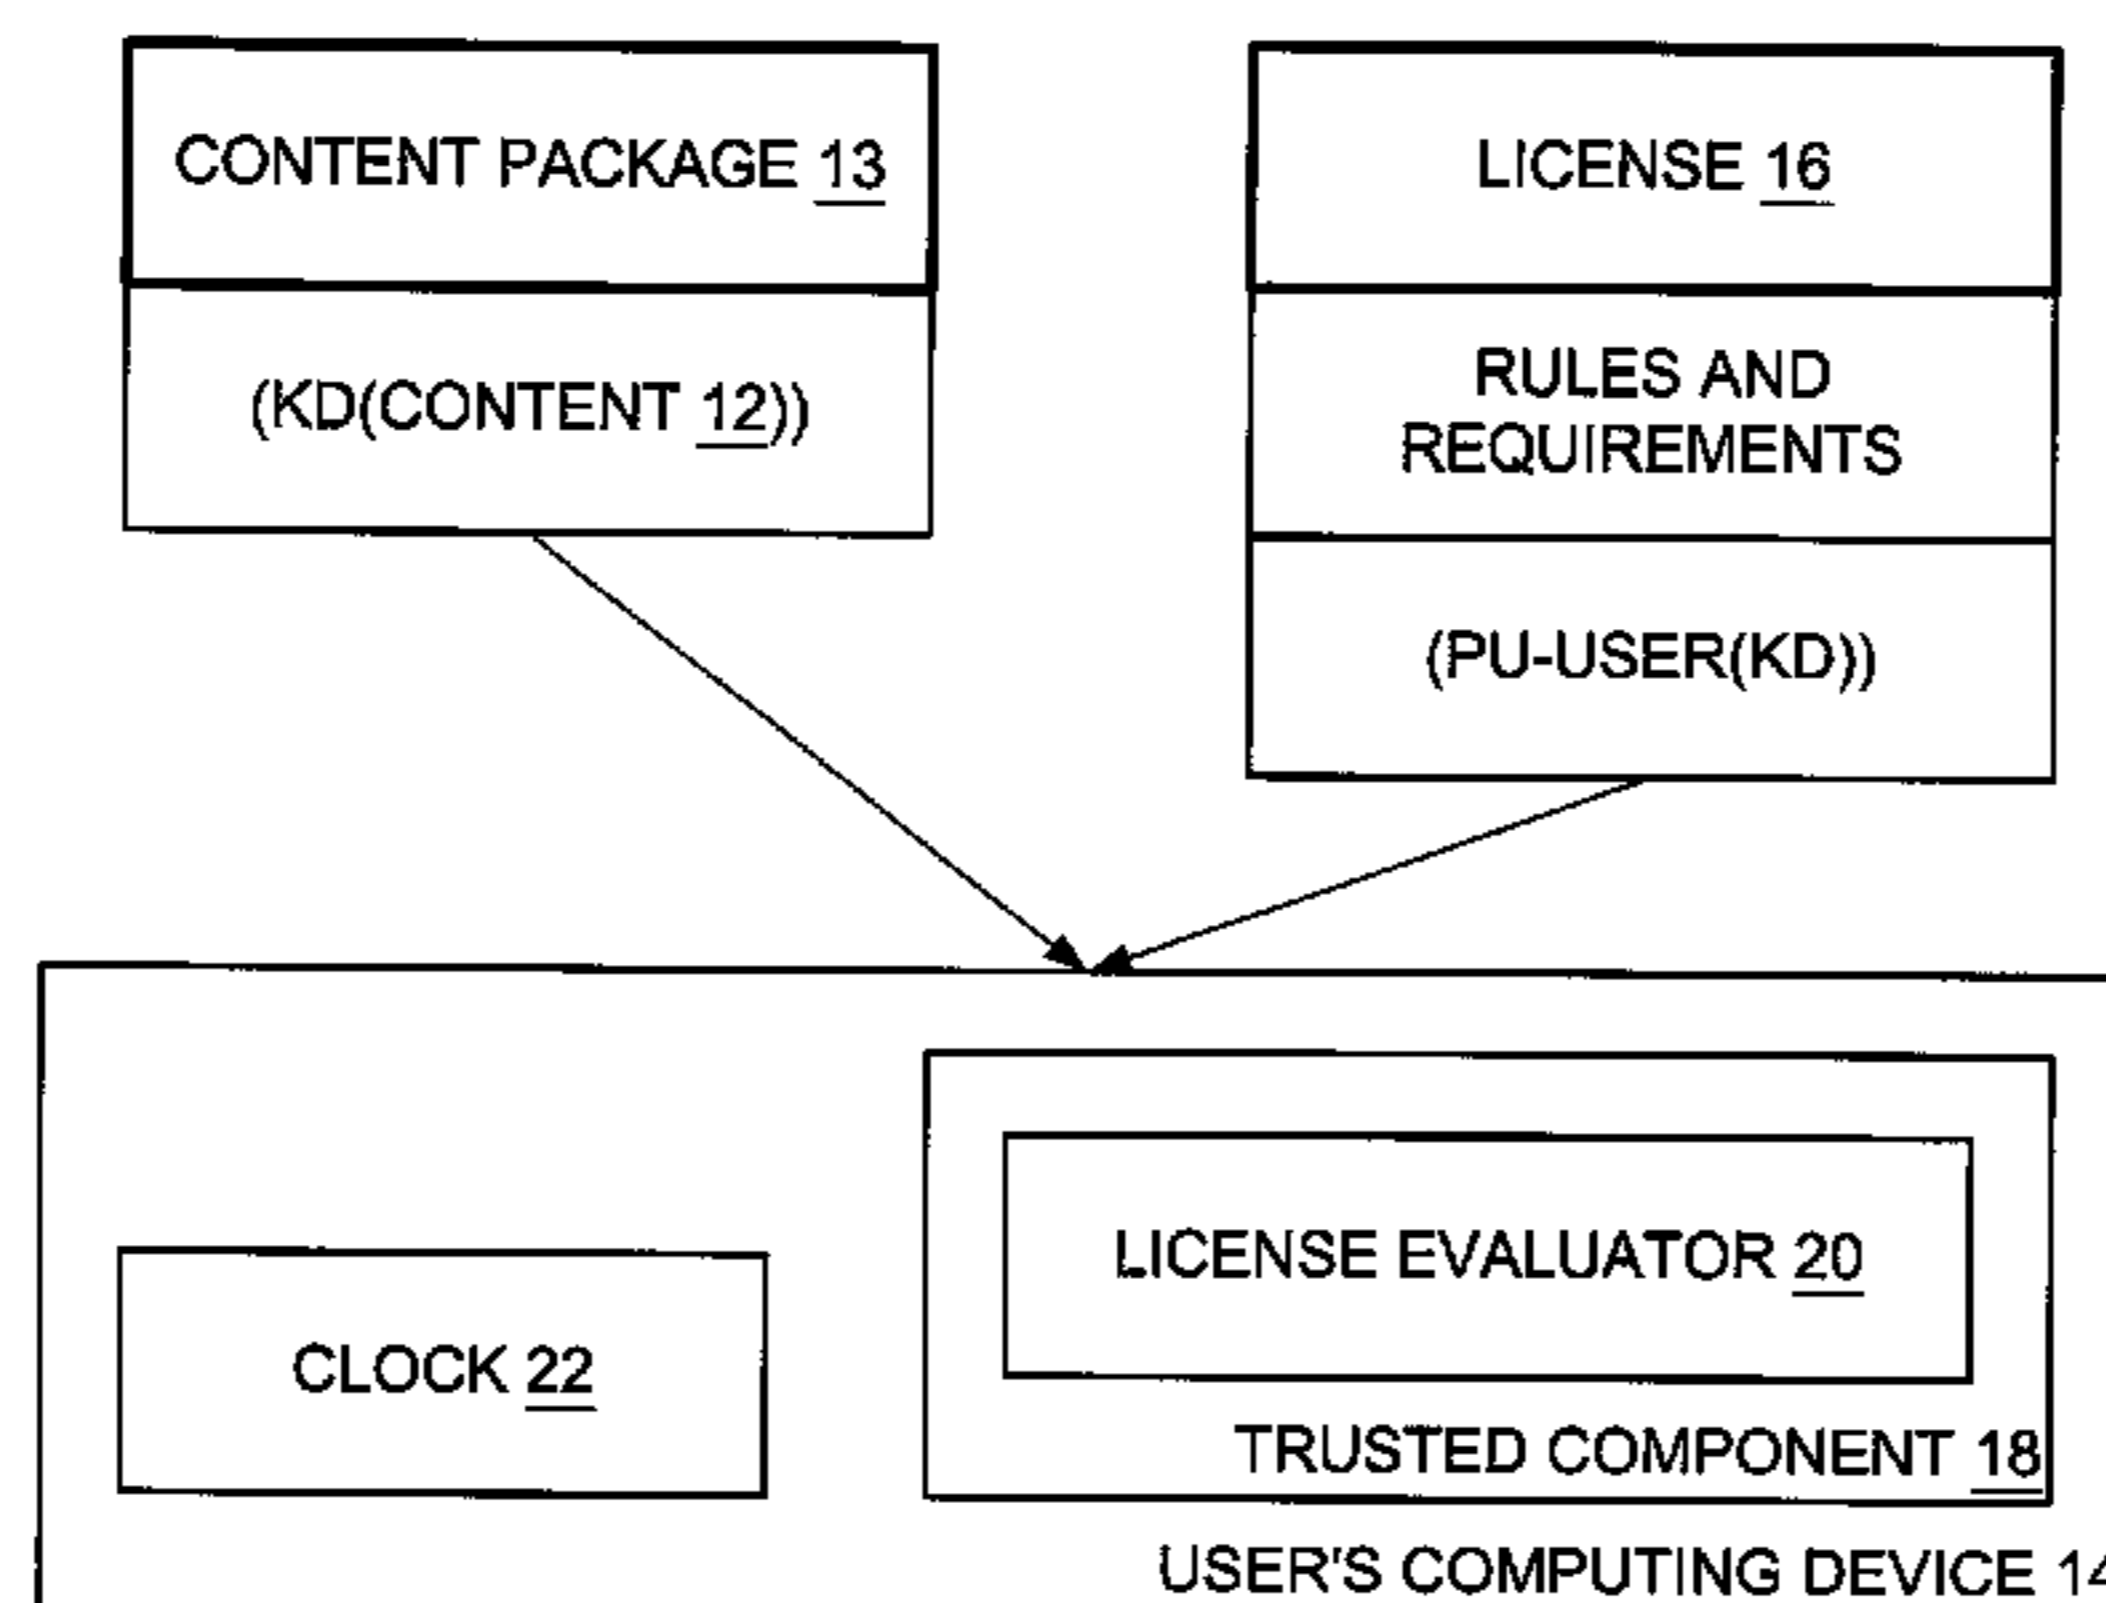 CONTENT PACKAGE 13
(KD(CONTENT 12))
LICENSE 16
RULES AND
REQUIREMENTS
(PU-USER(KD))
LICENSE EVALUATOR 20
CLOCK 22
TRUSTED COMPONENT 18
USER'S COMPUTING DEVICE 14